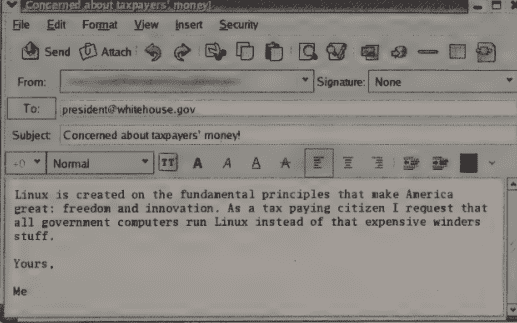 Concerned about taxpayers' money!
File Edit Format View Insert Security
Send Attach
From: Signature: None
To: president@whitehouse.gov
Subject: Concerned about taxpayers' money!
+0 Normal TT A A A A
Linux is created on the fundamental principles that make America
great: freedom and innovation. As a tax paying citizen I request that
all government computers run Linux instead of that expensive winders
stuff.
Yours,
Me